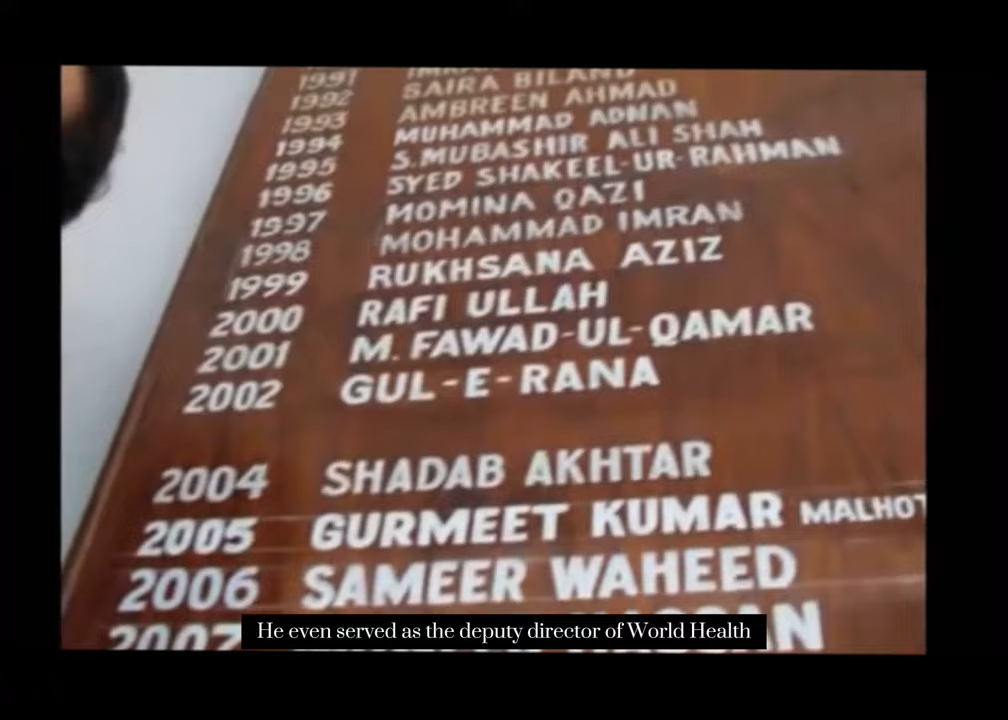 1991
1992 SAIRA
1993 AMBREEN AHMAD
1994 MUHAMMAD ADNAN
1995 S.MUBASHIR ALI SHAH
1996 SYED SHAKEEL-UR-RAHMAN
1997 MOMINA QAZI
1998 MOHAMMAD IMRAN
1999 RUKHSANA AZIZ
2000 RAFI ULLAH
2001 M. FAWAD-UL-QAMAR
2002 GUL-E-RANA
2004 SHADAB AKHTAR
2005 GURMEET KUMAR MALHOT
2006 SAMEER WAHEED
2007
He even served as the deputy director of World Health